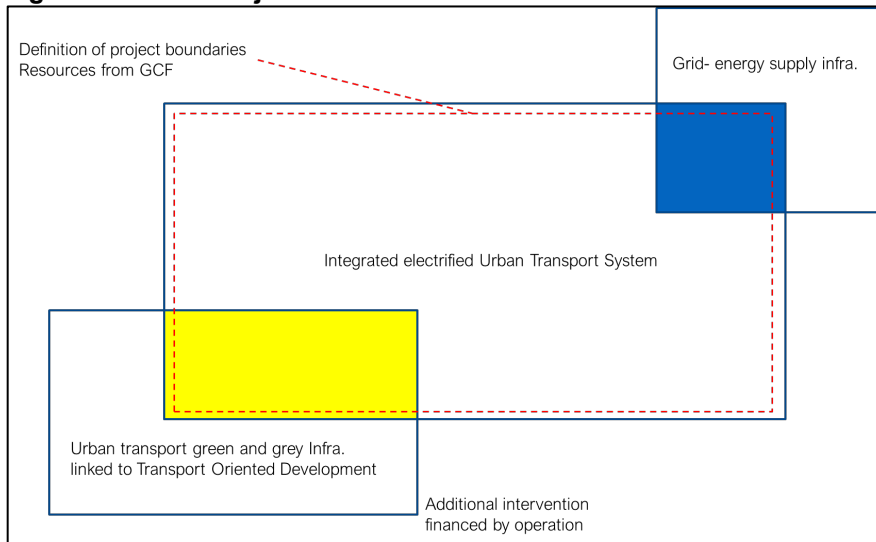 Definition of project boundaries
Resources from GCF
Grid- energy supply infra.
Integrated electrified Urban Transport System
Urban transport green and grey Infra.
linked to Transport Oriented Development
Additional intervention
financed by operation